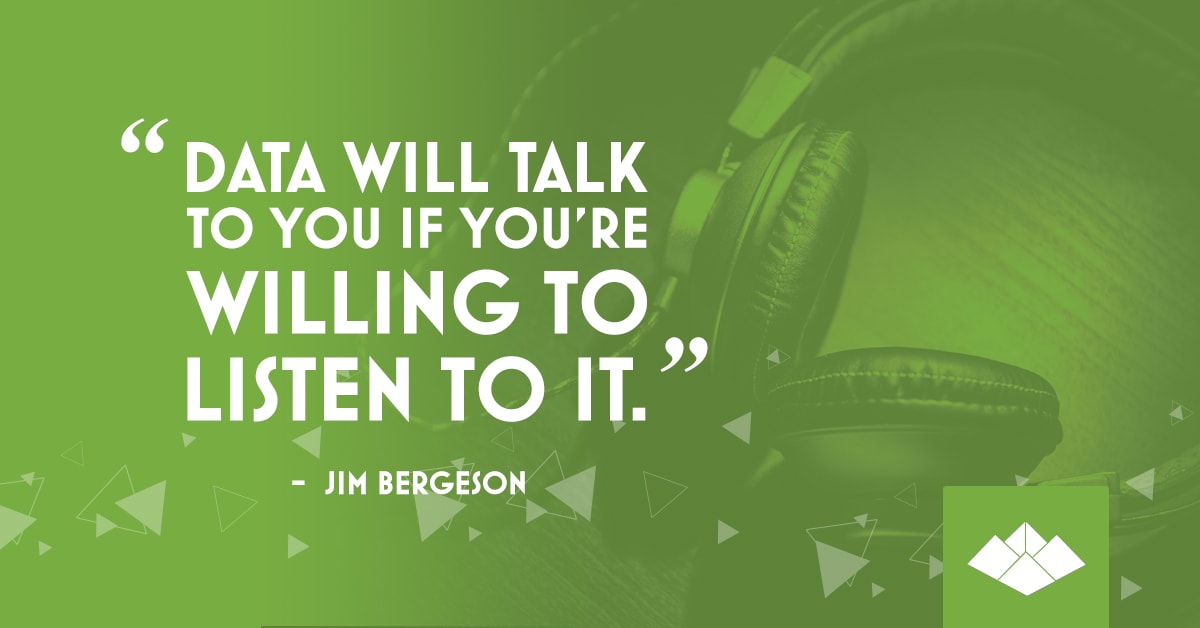 “ DATA WILL TALK
TO YOU IF YOU’RE
WILLING TO
LISTEN TO IT. ”
- JIM BERGESON